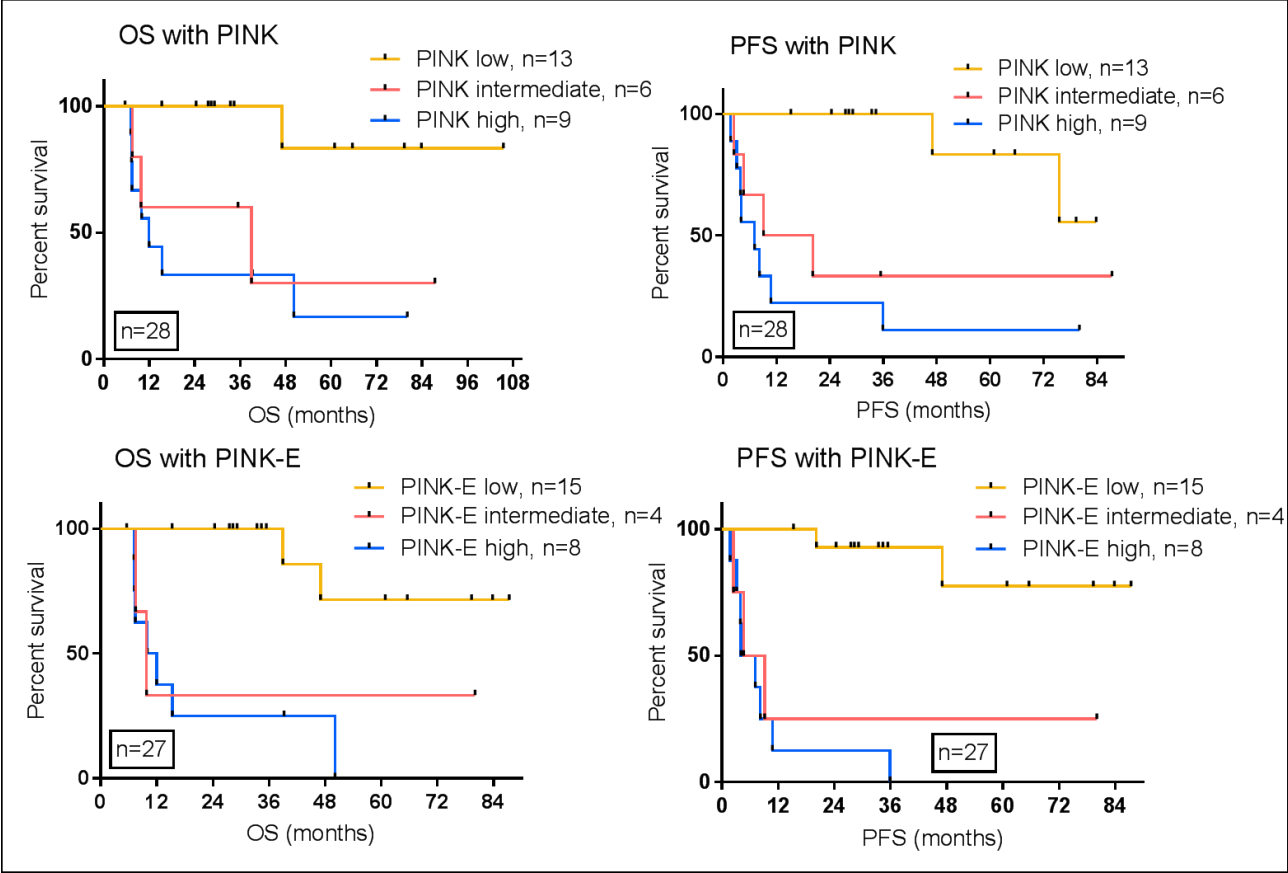 OS with PINK
PINK low, n=13
PINK intermediate, n=6
PINK high, n=9
100
50
0
Percent survival
n=28
0 12 24 36 48 60 72 84 96 108
OS (months)
PFS with PINK
PINK low, n=13
PINK intermediate, n=6
PINK high, n=9
100
50
0
Percent survival
n=28
0 12 24 36 48 60 72 84
PFS (months)
OS with PINK-E
PINK-E low, n=15
PINK-E intermediate, n=4
PINK-E high, n=8
100
50
0
Percent survival
n=27
0 12 24 36 48 60 72 84
OS (months)
PFS with PINK-E
PINK-E low, n=15
PINK-E intermediate, n=4
PINK-E high, n=8
100
50
0
Percent survival
n=27
0 12 24 36 48 60 72 84
PFS (months)